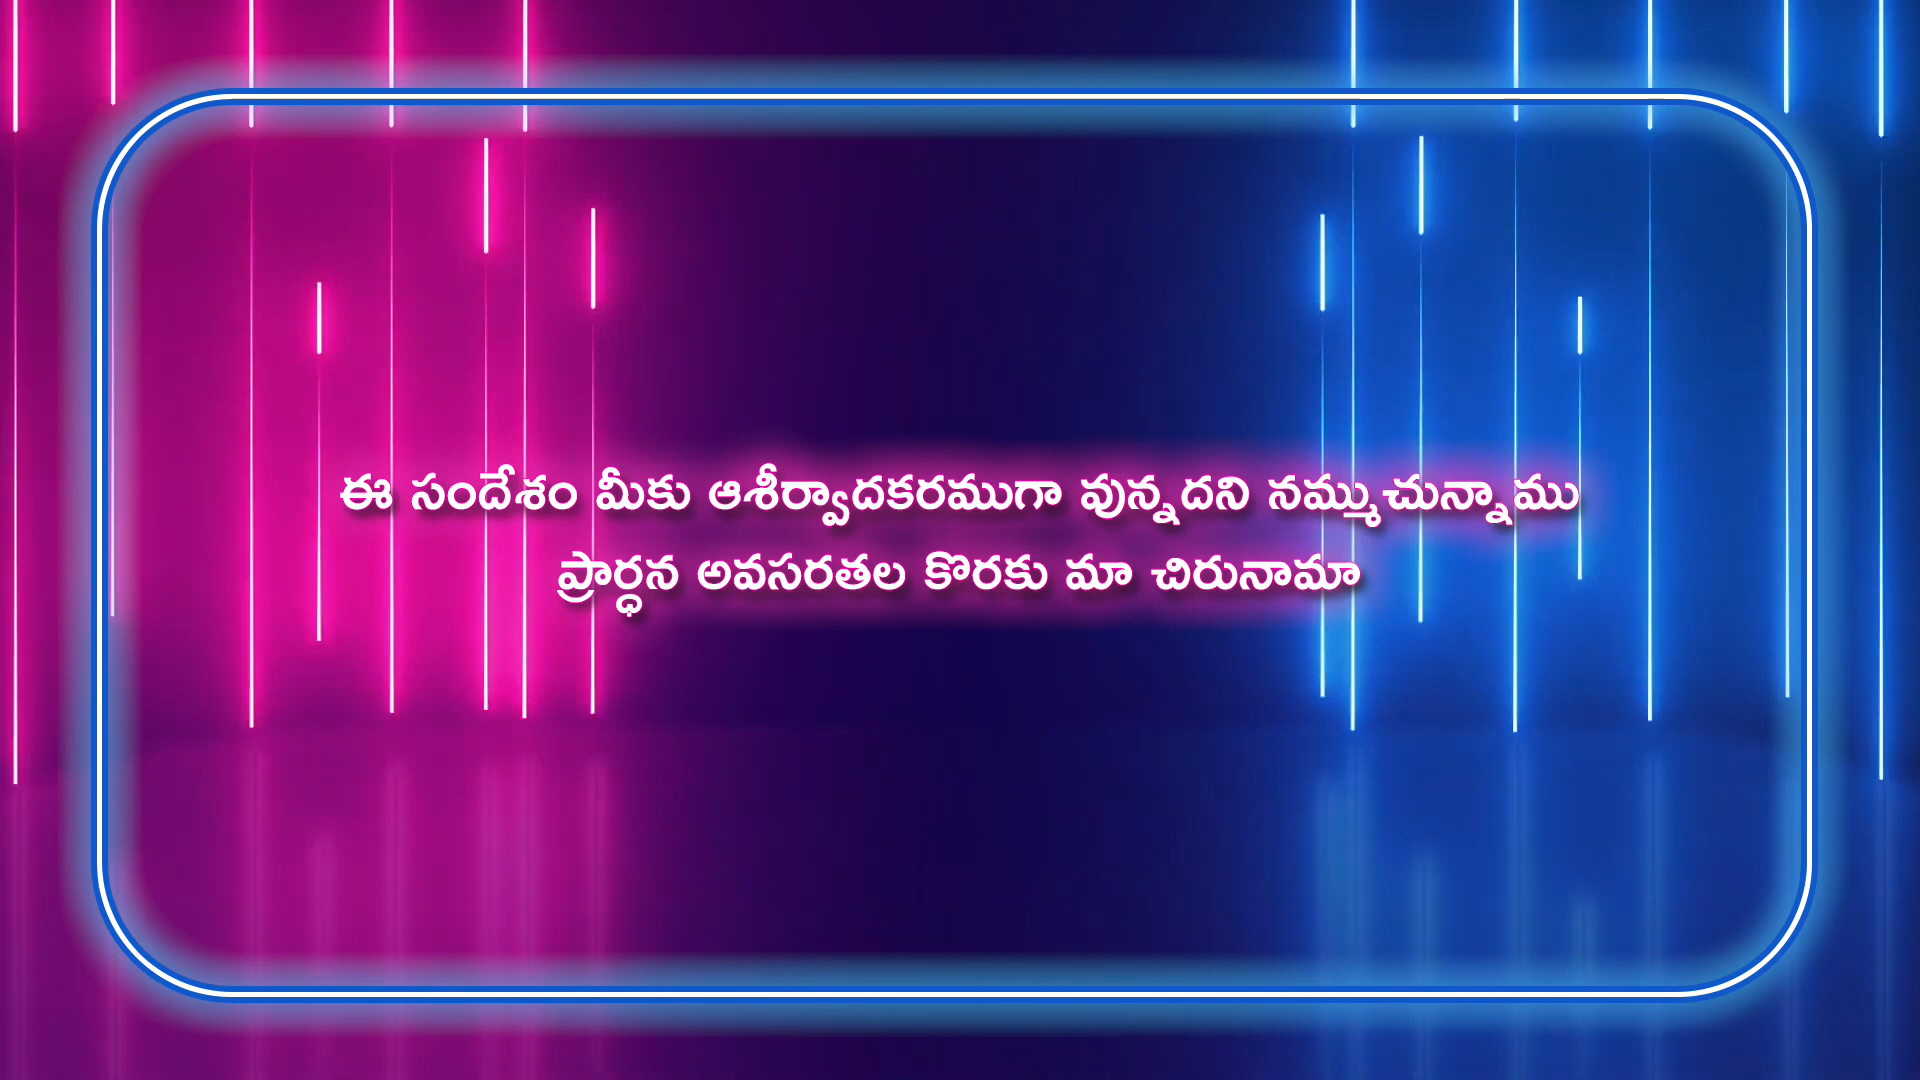 ఈ సందేశం మీకు ఆశీర్వాదకరముగా వున్నదని నమ్ముచున్నాము
ప్రార్ధన అవసరతల కొరకు మా చిరునామా